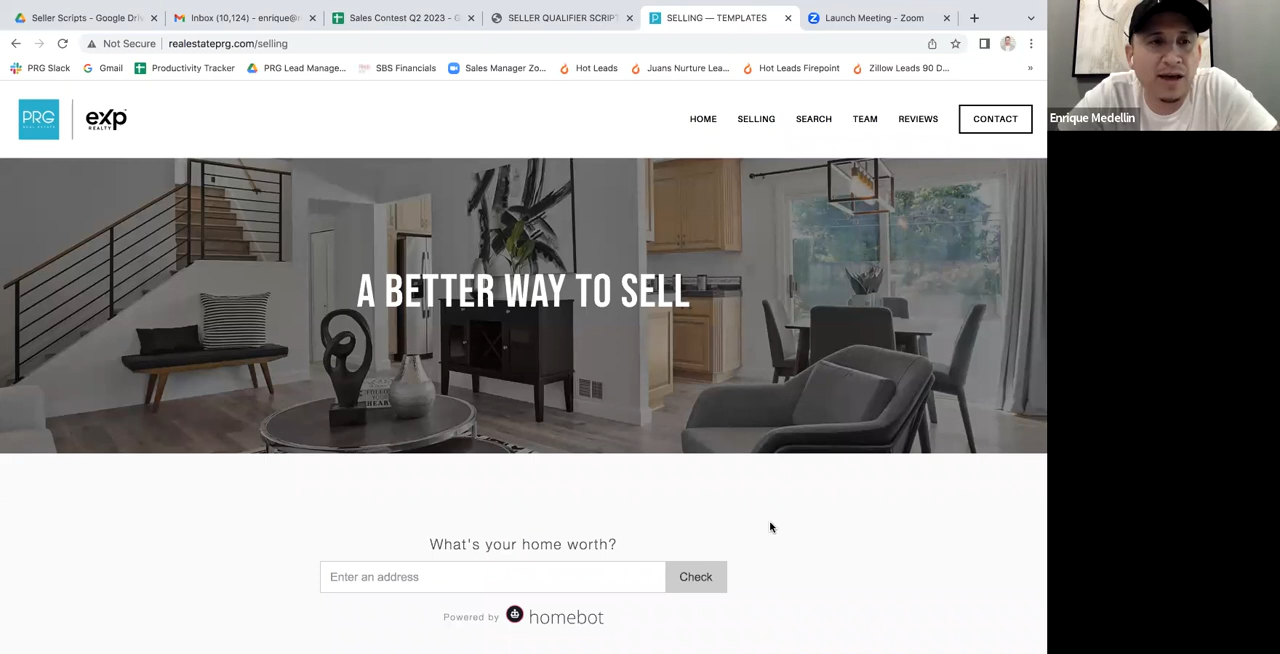 Seller Scripts - Google Driv
Inbox (10,124) - enrique@r
Sales Contest Q2 2023 - G
SELLER QUALIFIER SCRIPT
SELLING — TEMPLATES
Launch Meeting - Zoom
Not Secure
realestateprg.com/selling
PRG Slack
Gmail
Productivity Tracker
PRG Lead Manage...
SBS Financials
Sales Manager Zo...
Hot Leads
Juans Nurture Lea...
Hot Leads Firepoint
Zillow Leads 90 D...
»
PRG
REAL ESTATE
eXp
REALTY
HOME
SELLING
SEARCH
TEAM
REVIEWS
CONTACT
Enrique Medellin
A BETTER WAY TO SELL
What's your home worth?
Enter an address
Check
Powered by homebot